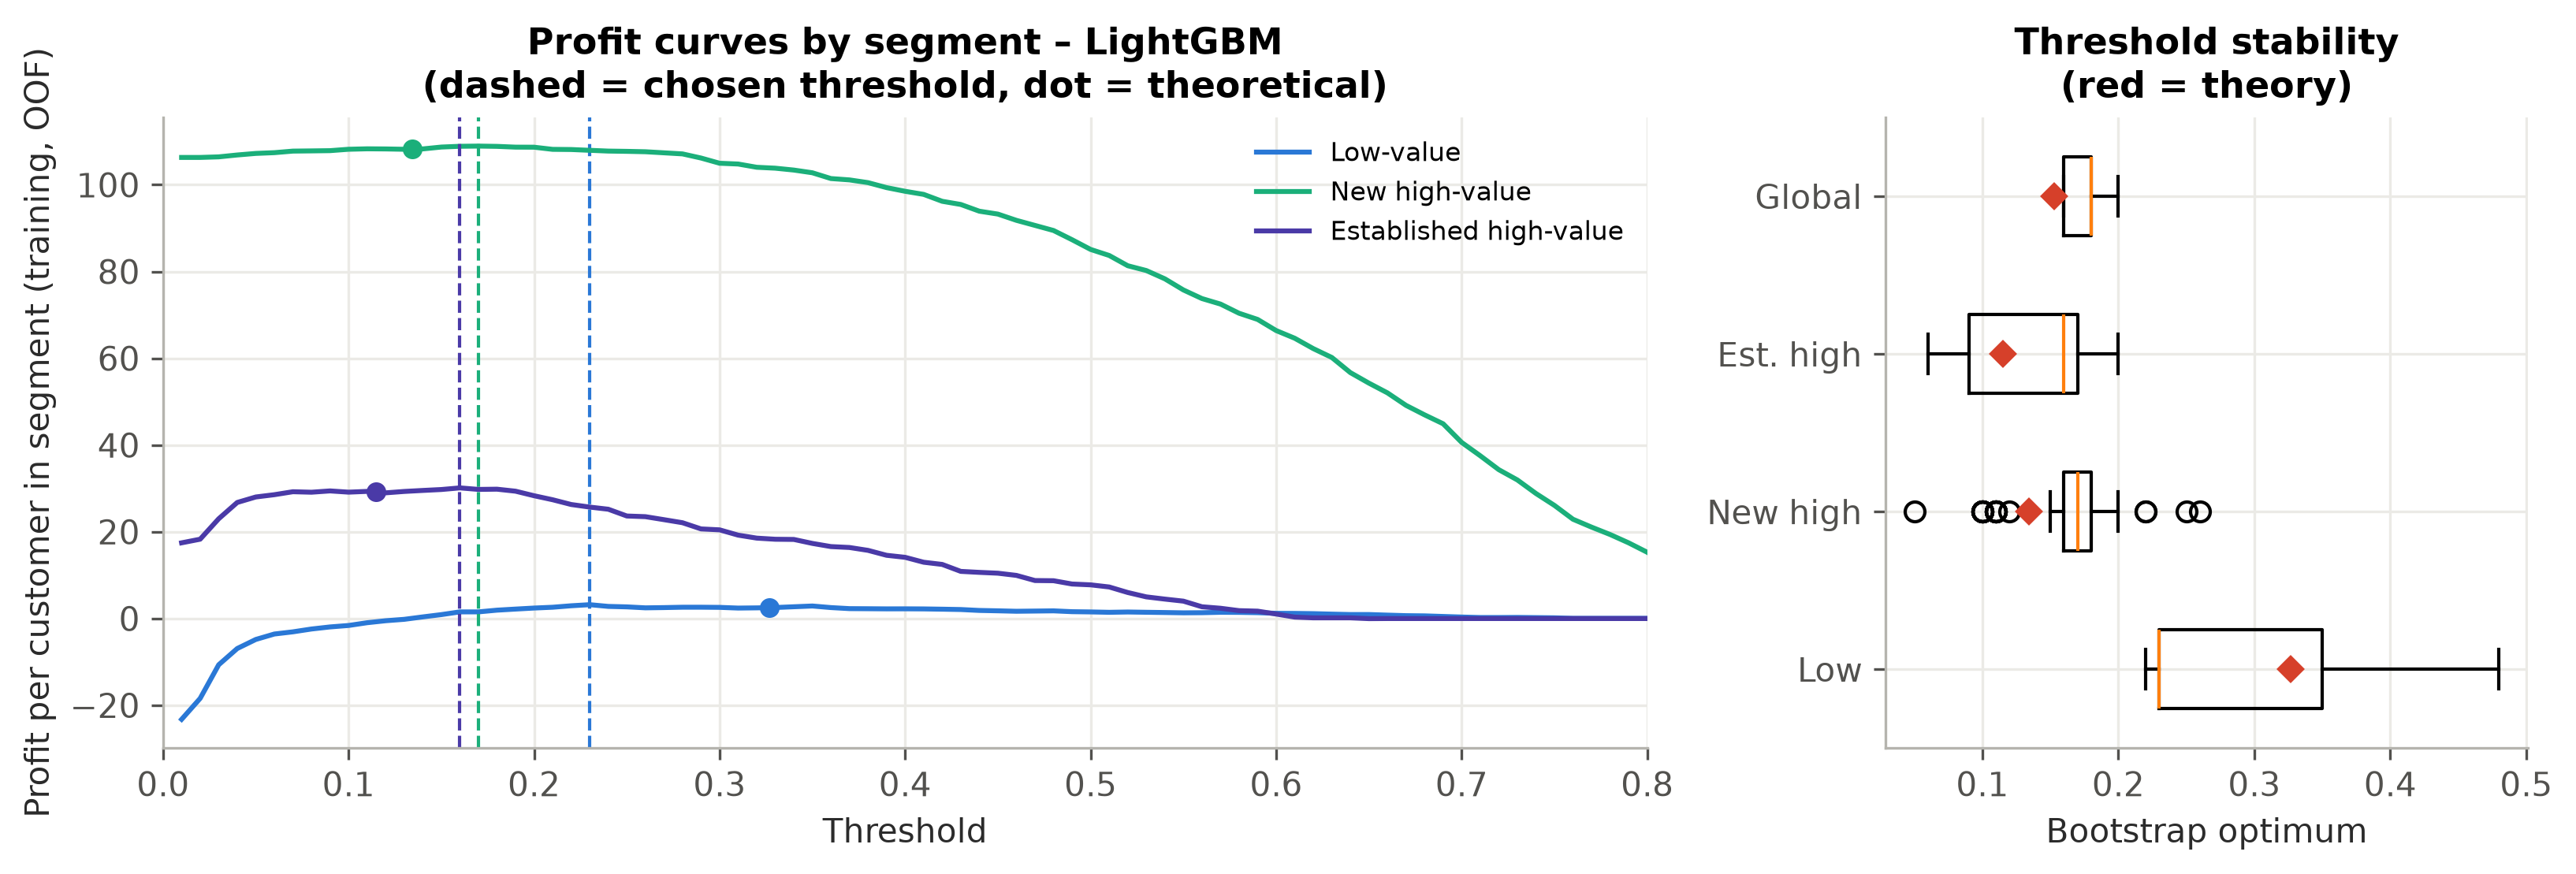 Profit curves by segment – LightGBM
(dashed = chosen threshold, dot = theoretical)
Profit per customer in segment (training, OOF)
100
80
60
40
20
0
−20
0.0 0.1 0.2 0.3 0.4 0.5 0.6 0.7 0.8
Threshold
Low-value
New high-value
Established high-value
Threshold stability
(red = theory)
Global
Est. high
New high
Low
0.1 0.2 0.3 0.4 0.5
Bootstrap optimum